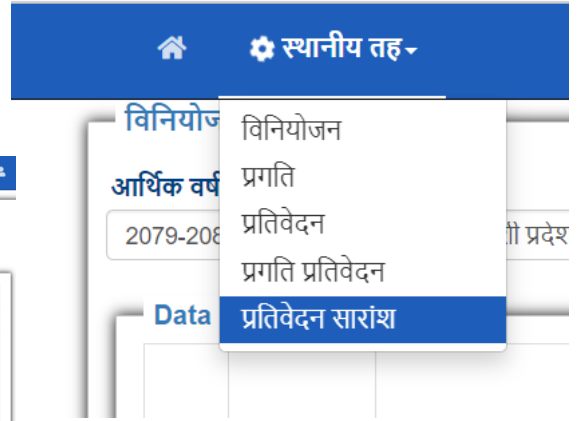 स्थानीय तह
विनियोज
विनियोजन
आर्थिक वर्ष
प्रगति
2079-208
प्रतिवेदन
प्रदेश
प्रगति प्रतिवेदन
Data
प्रतिवेदन सारांश